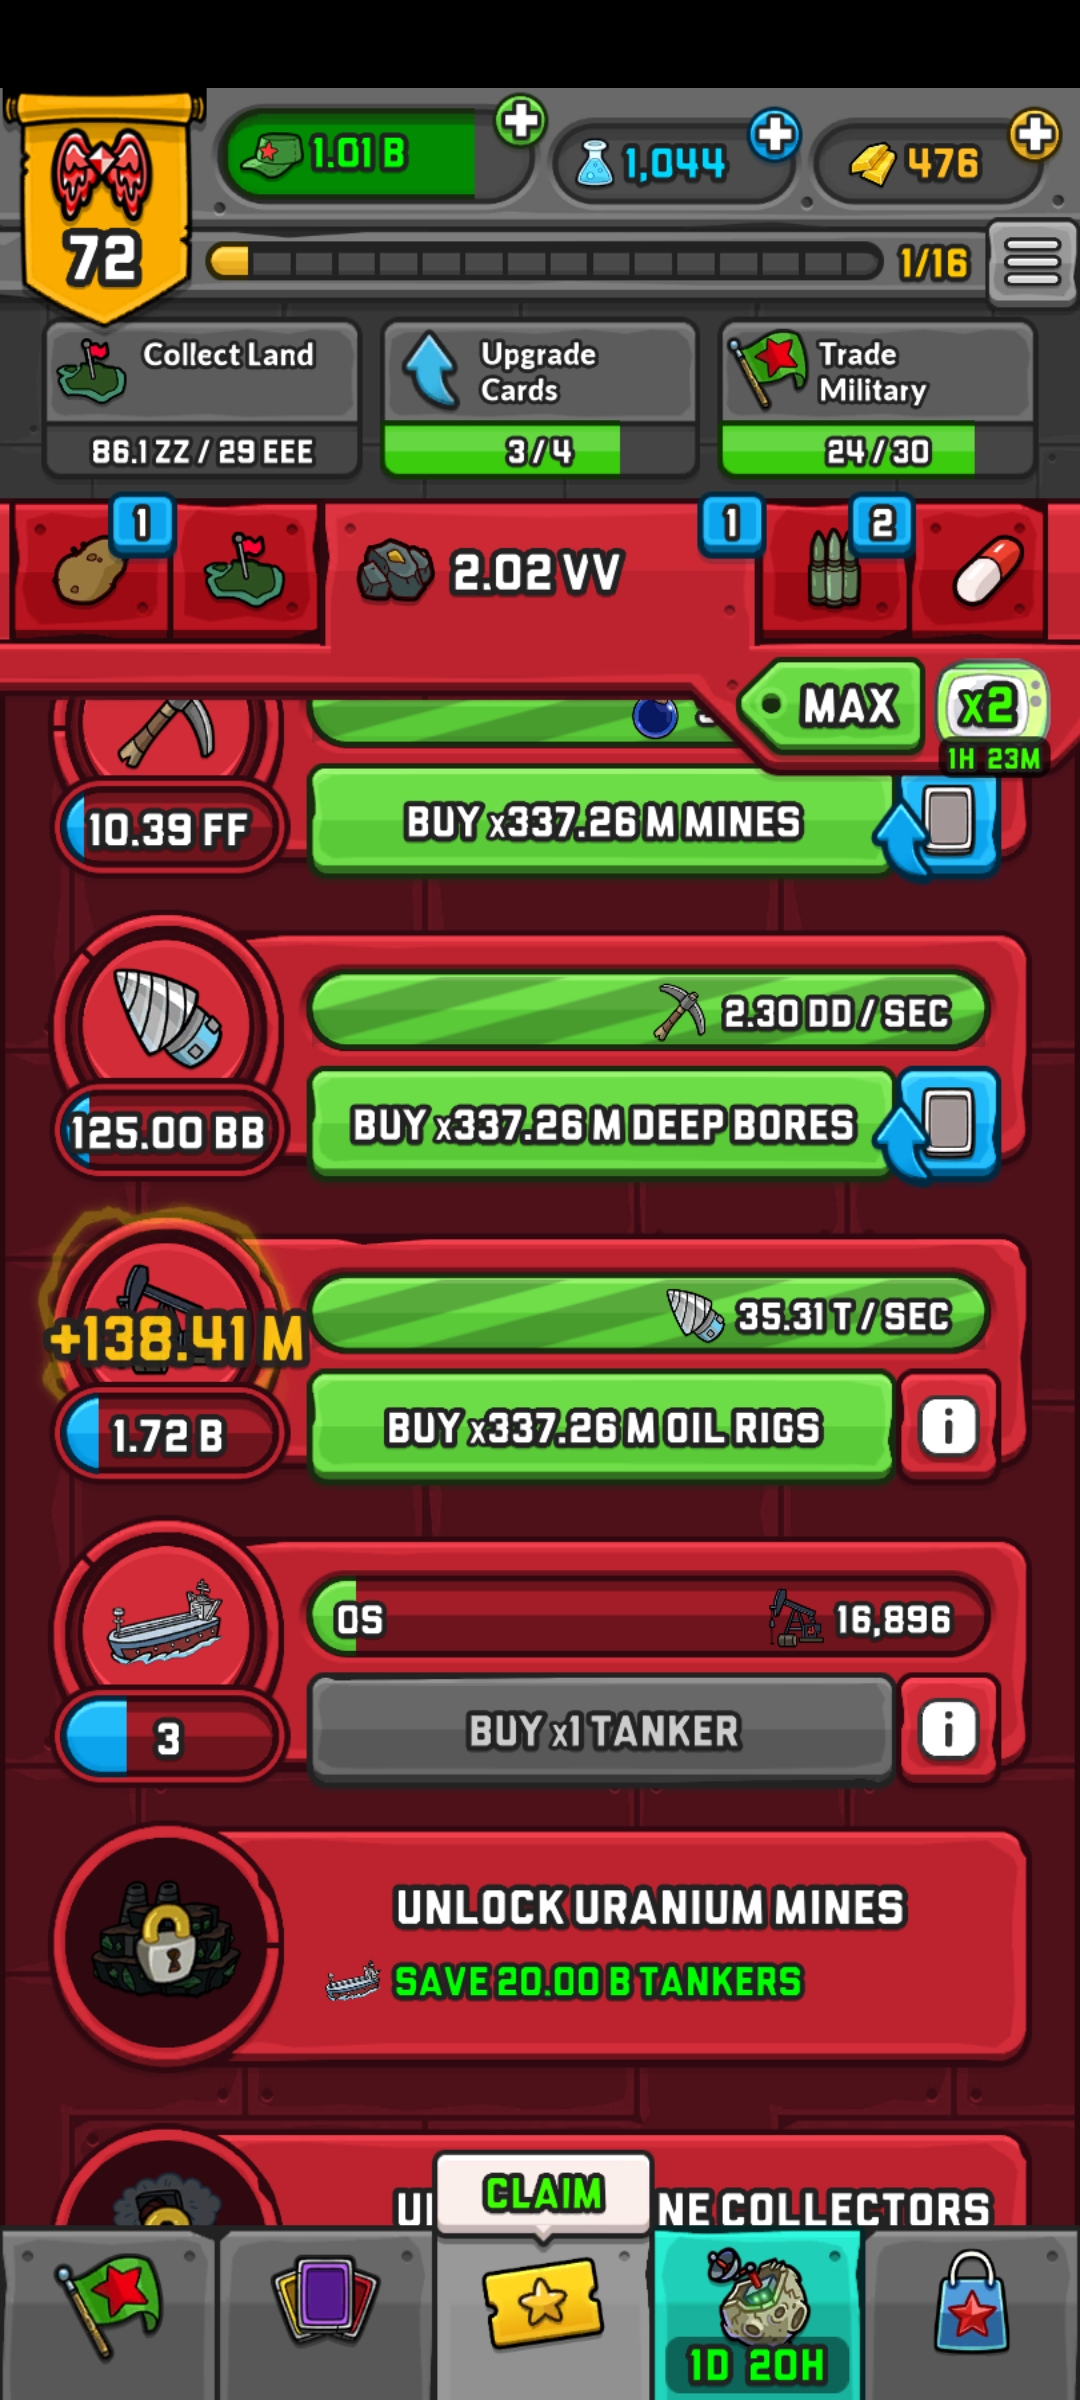 1.01 B
1,044
476
72
1/16
Collect Land
86.1 ZZ / 29 EEE
Upgrade
Cards
3/4
Trade
Military
24/30
1
1
2
2.02 VV
MAX
x2
1H 23M
10.39 FF
BUY x337.26 M MINES
2.30 DD / SEC
125.00 BB
BUY x337.26 M DEEP BORES
+138.41 M
35.31 T / SEC
1.72 B
BUY x337.26 M OIL RIGS
i
0S
16,896
3
BUY x1 TANKER
i
UNLOCK URANIUM MINES
SAVE 20.00 B TANKERS
CLAIM
NE COLLECTORS
1D 20H